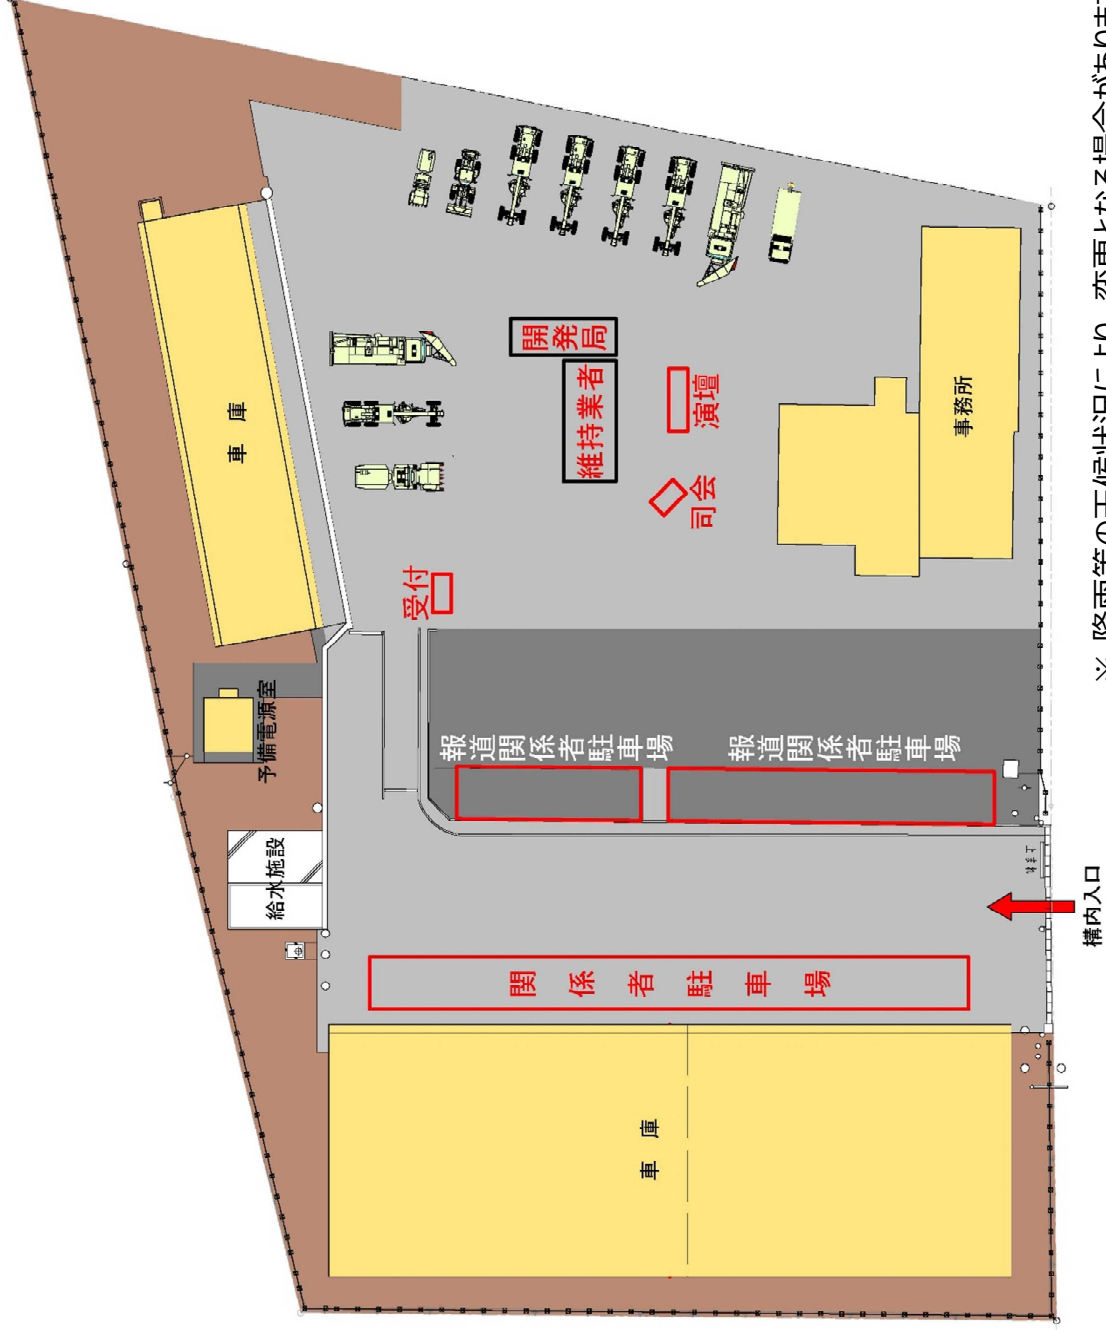 車庫
予備電源室
給水施設
開発局
維持業者
演壇
司会
受付
事務所
報道関係者駐車場
報道関係者駐車場
関係者駐車場
車庫
構内入口
※ 降雨等の天候状況により、変更となる場合があります